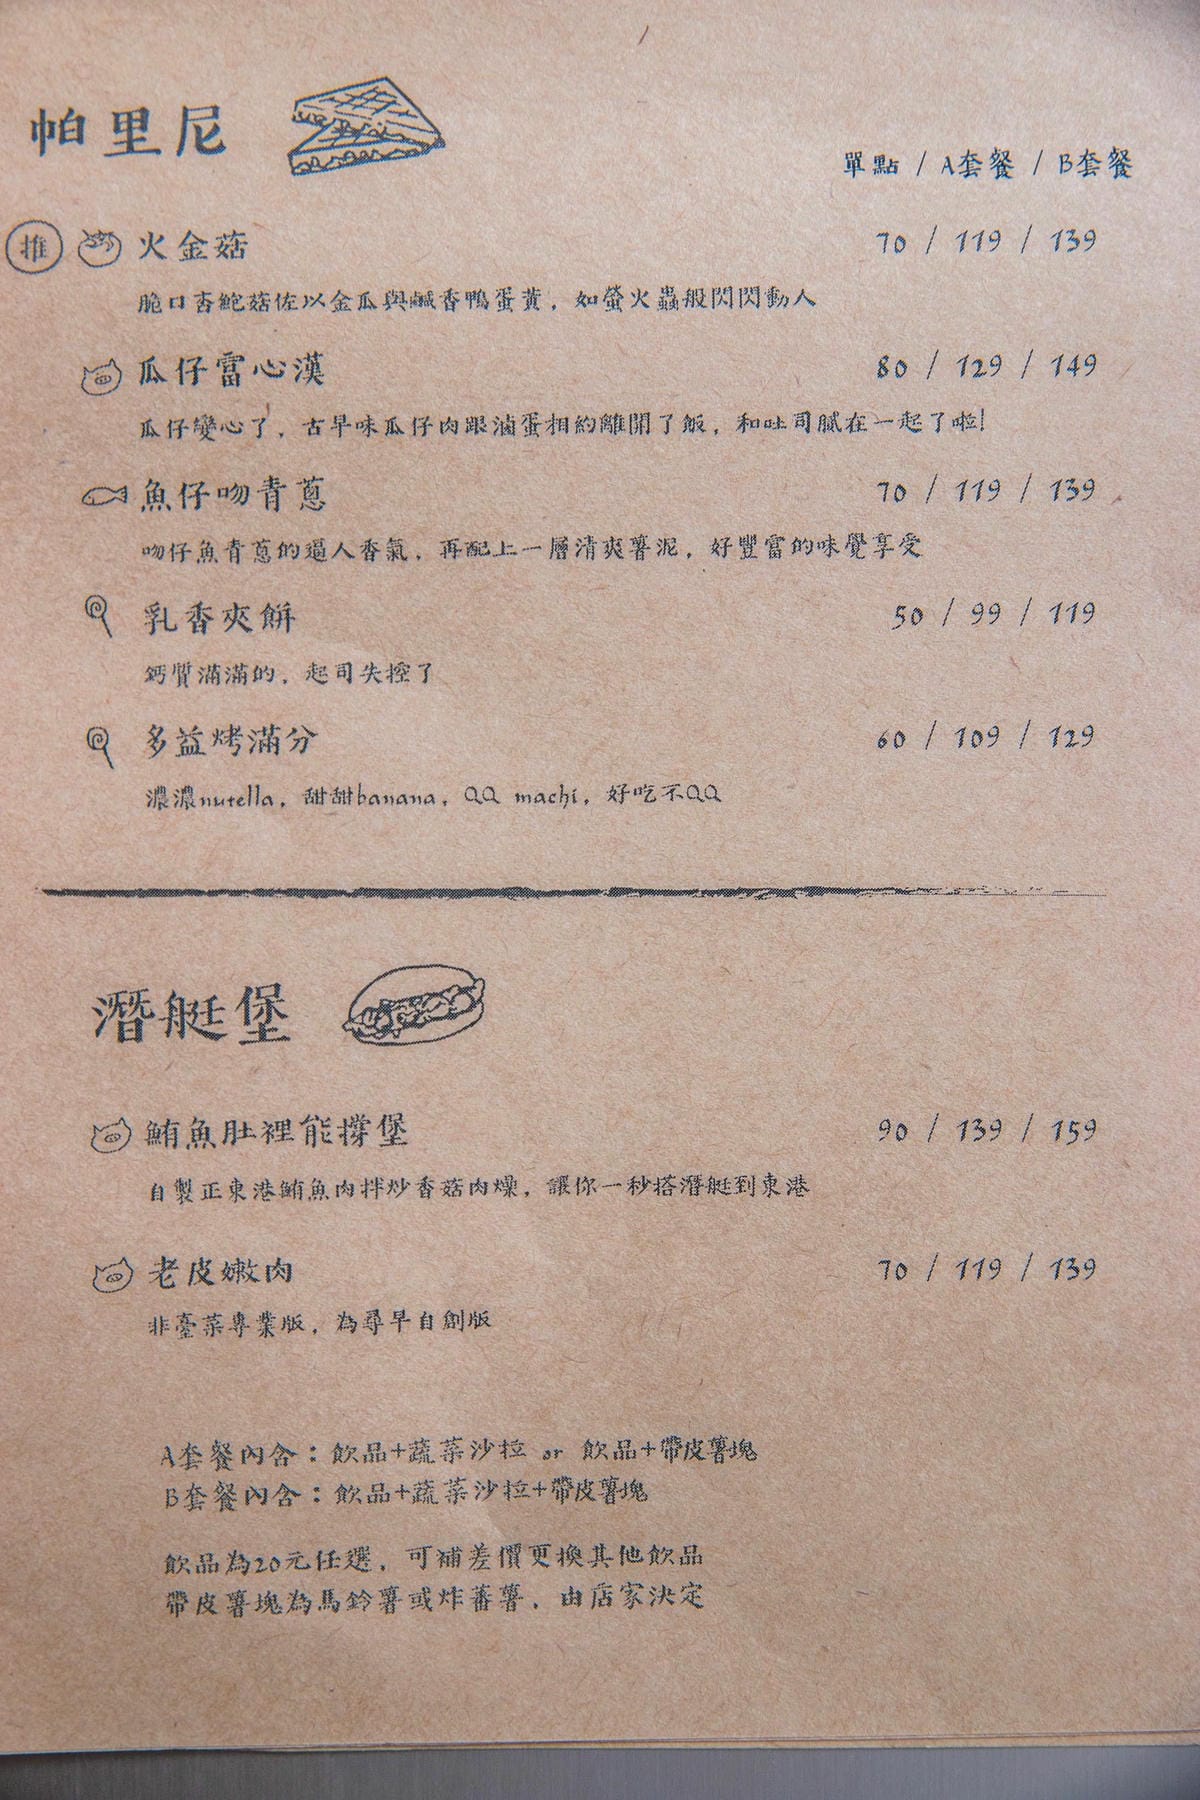 帕里尼
單點 / A套餐 / B套餐
推 火金菇 70 / 119 / 139
脆口杏鮑菇佐以金瓜與鹹香鴨蛋黃，如螢火蟲般閃閃動人
瓜仔當心漢 80 / 129 / 149
瓜仔變心了，古早味瓜仔肉跟滷蛋相約離開了飯，和吐司膩在一起了啦!
魚仔吻青蔥 70 / 119 / 139
吻仔魚青蔥的逼人香氣，再配上一層清爽薯泥，好豐富的味覺享受
乳香夾餅 50 / 99 / 119
鈣質滿滿的，起司失控了
多益烤滿分 60 / 109 / 129
濃濃nutella，甜甜banana，QQ machi，好吃不QQ
潛艇堡
鮪魚肚裡能撐堡 90 / 139 / 159
自製正東港鮪魚肉拌炒香菇肉燥，讓你一秒搭潛艇到東港
老皮嫩肉 70 / 119 / 139
非臺菜專業版，為尋早自創版
A套餐內含：飲品+蔬菜沙拉 or 飲品+帶皮薯塊
B套餐內含：飲品+蔬菜沙拉+帶皮薯塊
飲品為20元任選，可補差價更換其他飲品
帶皮薯塊為馬鈴薯或炸蕃薯，由店家決定